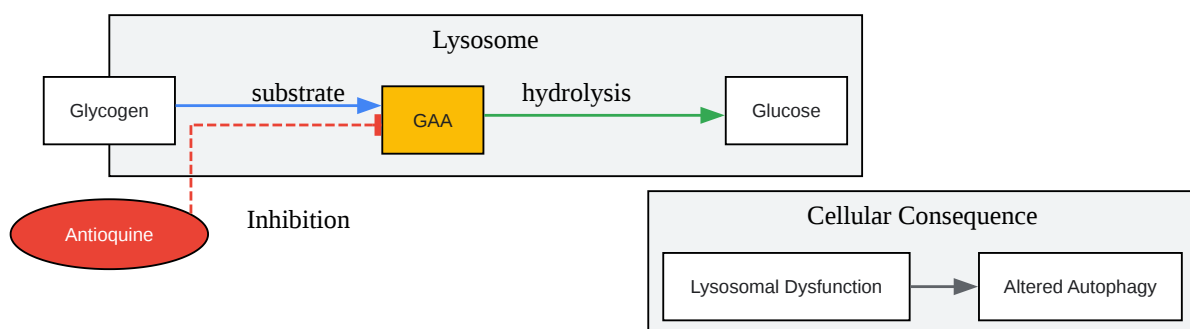 Lysosome
Glycogen
substrate
GAA
hydrolysis
Glucose
Antioquine
Inhibition
Cellular Consequence
Lysosomal Dysfunction
Altered Autophagy